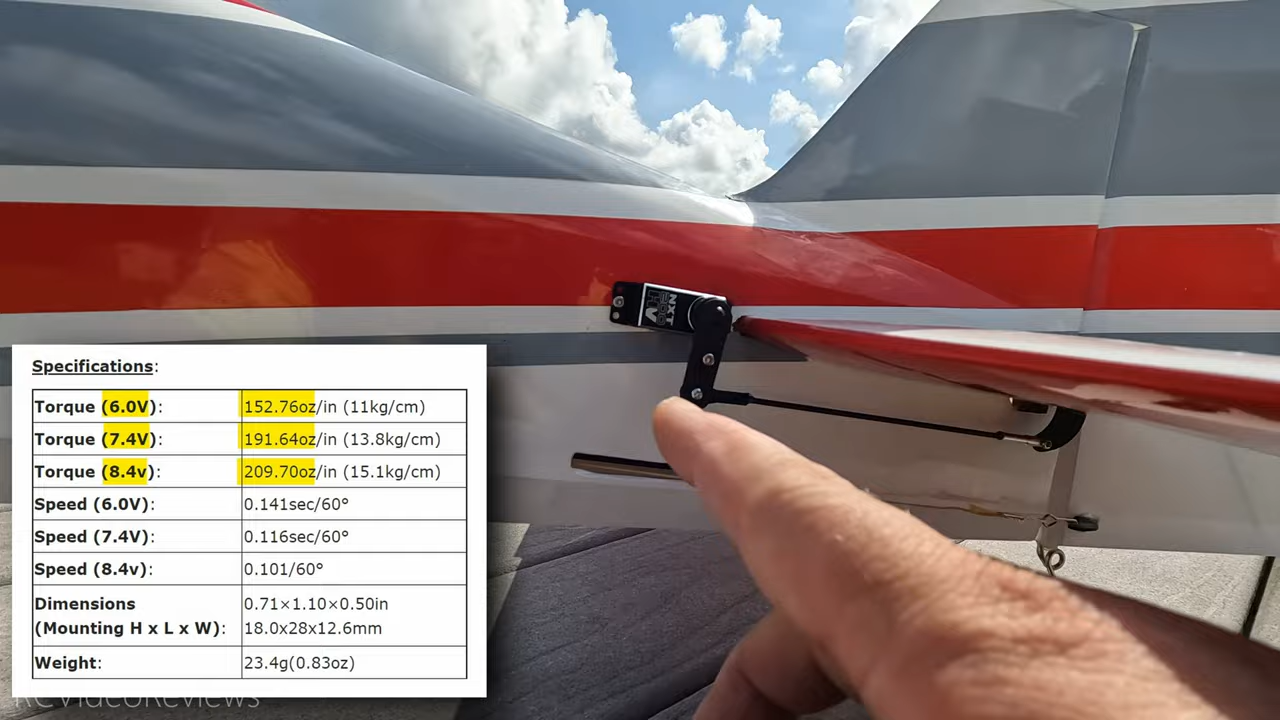 NXT
HV
Specifications:
Torque (6.0V): 152.76oz/in (11kg/cm)
Torque (7.4V): 191.64oz/in (13.8kg/cm)
Torque (8.4v): 209.70oz/in (15.1kg/cm)
Speed (6.0V): 0.141sec/60°
Speed (7.4V): 0.116sec/60°
Speed (8.4v): 0.101/60°
Dimensions 0.71×1.10×0.50in
(Mounting H x L x W): 18.0x28x12.6mm
Weight: 23.4g(0.83oz)
RCVideoReviews